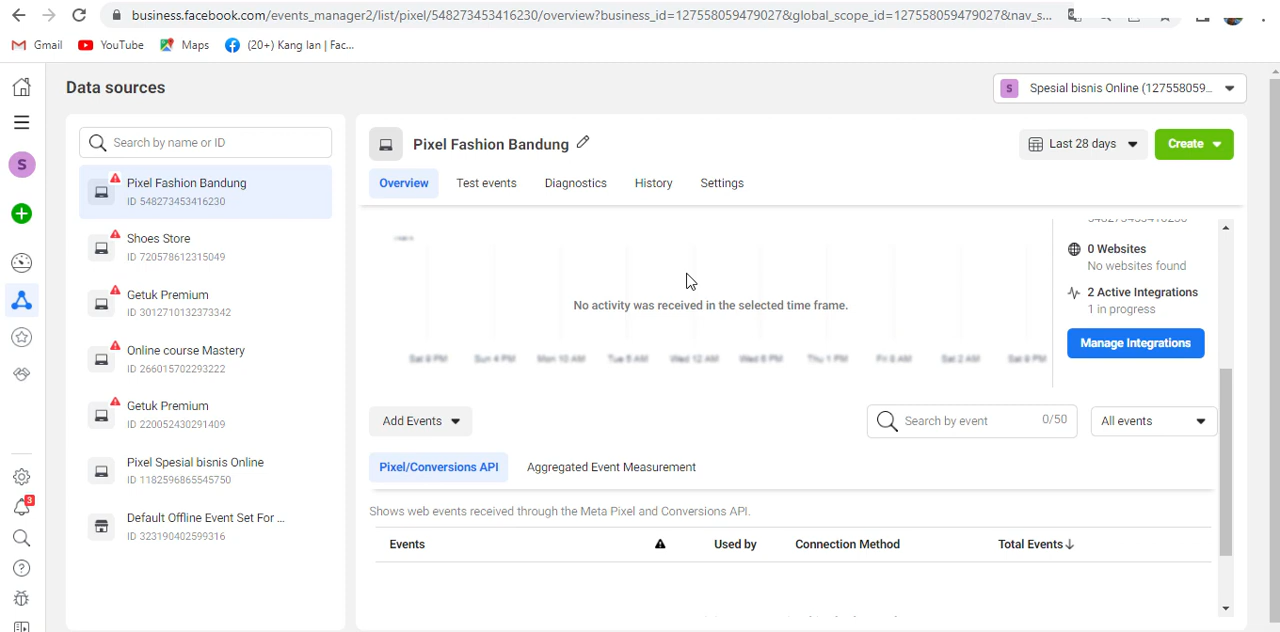 business.facebook.com/events_manager2/list/pixel/548273453416230/overview?business_id=127558059479027&global_scope_id=127558059479027&nav_s...
Gmail YouTube Maps (20+) Kang Ian | Fac...
Data sources
S Spesial bisnis Online (127558059...
Search by name or ID
Pixel Fashion Bandung
Last 28 days
Create
Pixel Fashion Bandung
ID 548273453416230
Overview Test events Diagnostics History Settings
S
Shoes Store
ID 720578612315049
0 Websites
No websites found
Getuk Premium
ID 3012710132373342
2 Active Integrations
1 in progress
No activity was received in the selected time frame.
Manage Integrations
Online course Mastery
ID 266015702293222
Sat 9 PM Sun 4 PM Mon 10 AM Tue 5 AM Wed 12 AM Wed 6 PM Thu 1 PM Fri 8 AM Sat 2 AM Sat 9 PM
Getuk Premium
ID 220052430291409
Add Events
Search by event 0/50
All events
Pixel Spesial bisnis Online
ID 1182596865545750
Pixel/Conversions API Aggregated Event Measurement
3
Default Offline Event Set For ...
ID 323190402599316
Shows web events received through the Meta Pixel and Conversions API.
Events Used by Connection Method Total Events